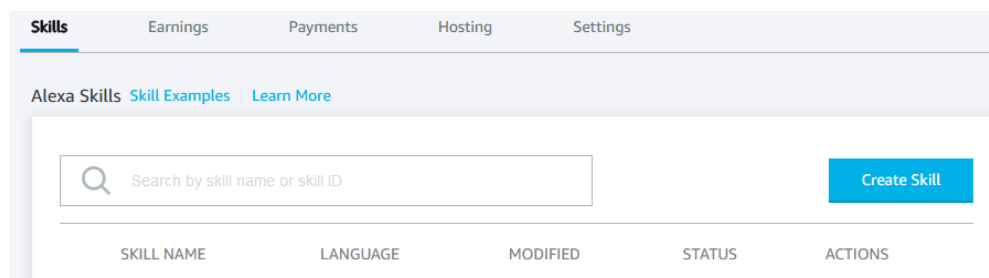 Skills Earnings Payments Hosting Settings
Alexa Skills Skill Examples Learn More
Search by skill name or skill ID
Create Skill
SKILL NAME LANGUAGE MODIFIED STATUS ACTIONS